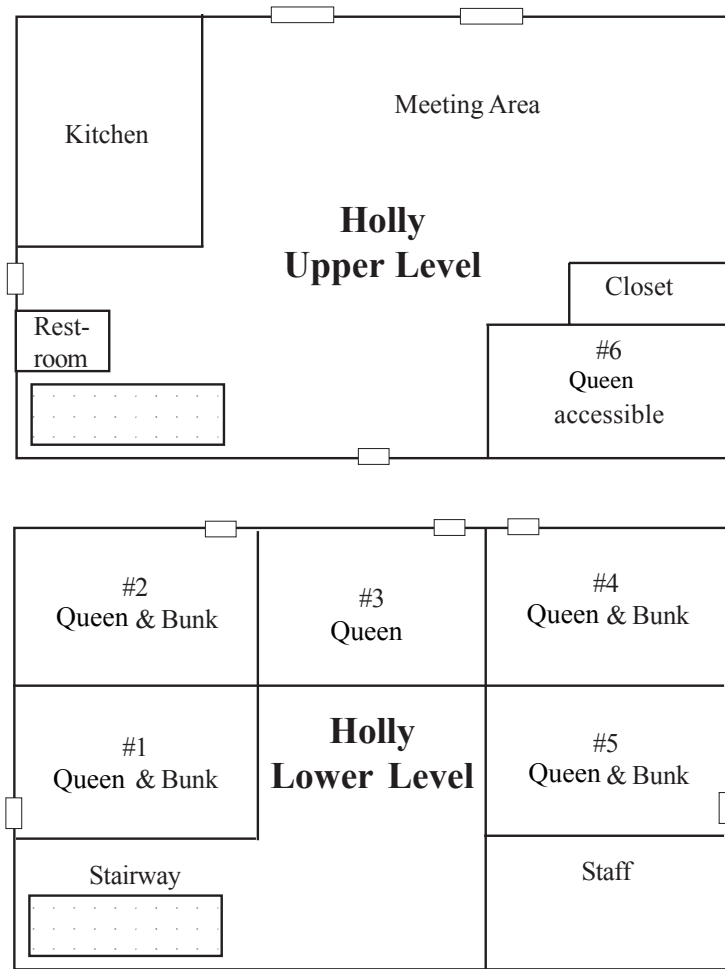 Meeting Area
Kitchen
Holly
Upper Level
Closet
Rest-
room
#6
Queen
accessible
#2
Queen & Bunk
#3
Queen
#4
Queen & Bunk
#1
Queen & Bunk
Holly
Lower Level
#5
Queen & Bunk
Stairway
Staff